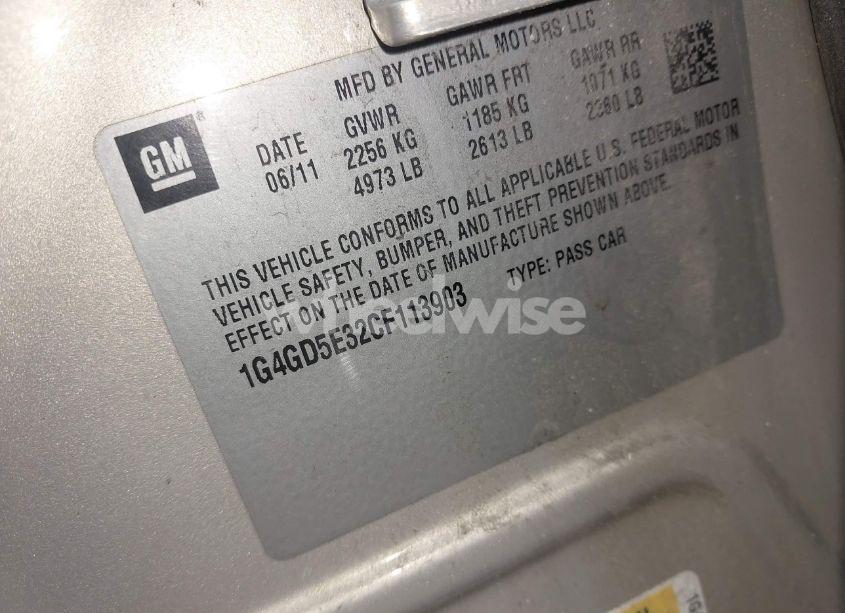 MFD BY GENERAL MOTORS LLC
GM
DATE GVWR GAWR FRT GAWR RR
06/11 2256 KG 1185 KG 1071 KG
4973 LB 2613 LB 2360 LB
THIS VEHICLE CONFORMS TO ALL APPLICABLE U.S. FEDERAL MOTOR
VEHICLE SAFETY, BUMPER, AND THEFT PREVENTION STANDARDS IN
EFFECT ON THE DATE OF MANUFACTURE SHOWN ABOVE.
1G4GD5E32CF113903 TYPE: PASS CAR